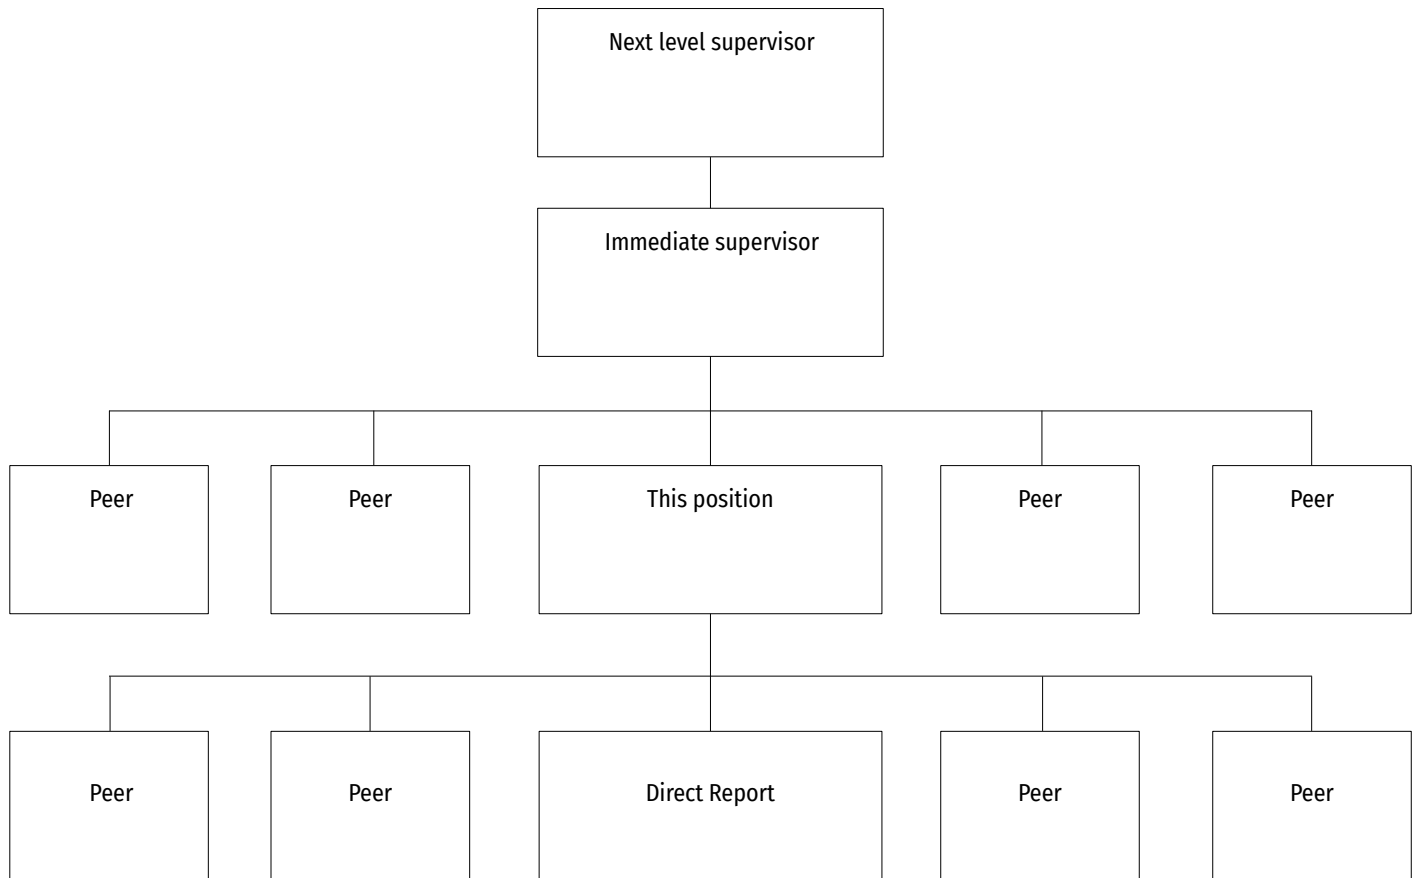 Next level supervisor
Immediate supervisor
Peer
Peer
This position
Peer
Peer
Peer
Peer
Direct Report
Peer
Peer